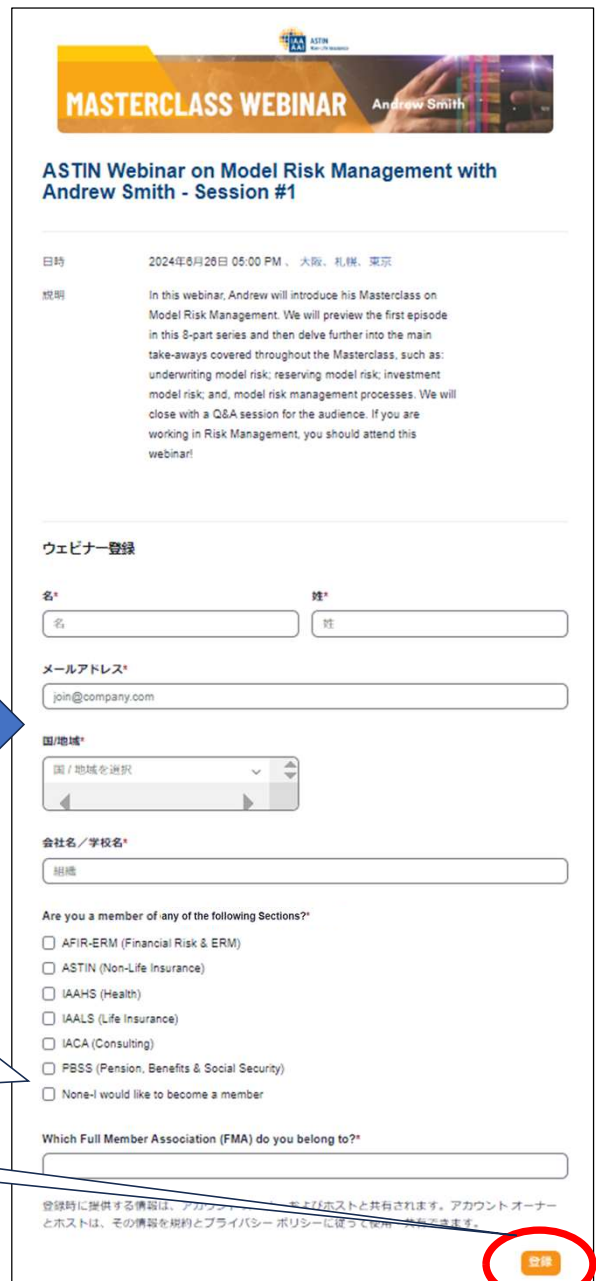 IAA
AAI
ASTIN
Non-Life Insurance
MASTERCLASS WEBINAR
Andrew Smith
ASTIN Webinar on Model Risk Management with
Andrew Smith - Session #1
日時 2024年6月26日 05:00 PM 、 大阪、札幌、東京
説明 In this webinar, Andrew will introduce his Masterclass on
Model Risk Management. We will preview the first episode
in this 8-part series and then delve further into the main
take-aways covered throughout the Masterclass, such as:
underwriting model risk; reserving model risk; investment
model risk; and, model risk management processes. We will
close with a Q&A session for the audience. If you are
working in Risk Management, you should attend this
webinar!
ウェビナー登録
名* 姓*
名 姓
メールアドレス*
join@company.com
国/地域*
国 / 地域を選択
会社名／学校名*
組織
Are you a member of any of the following Sections?*
AFIR-ERM (Financial Risk & ERM)
ASTIN (Non-Life Insurance)
IAAHS (Health)
IAALS (Life Insurance)
IACA (Consulting)
PBSS (Pension, Benefits & Social Security)
None-I would like to become a member
Which Full Member Association (FMA) do you belong to?*
登録時に提供する情報は、アカウント およびホストと共有されます。アカウント オーナー
とホストは、その情報を規約とプライバシー ポリシーに従って使用 共有できます。
登録